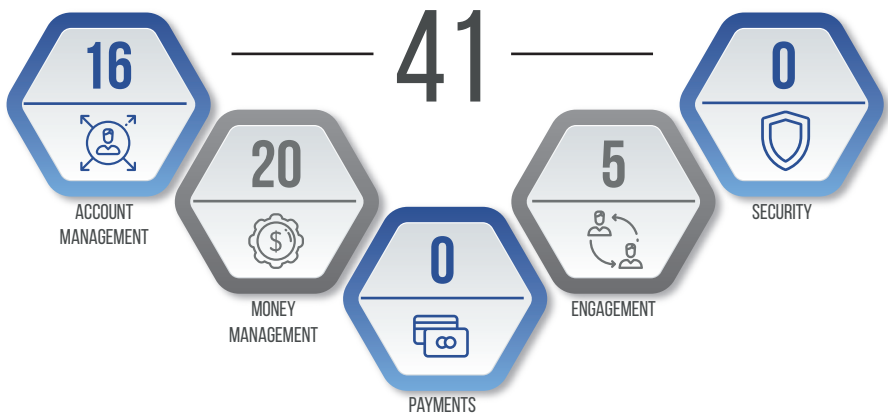 41
16
ACCOUNT
MANAGEMENT
20
$
MONEY
MANAGEMENT
0
PAYMENTS
5
ENGAGEMENT
0
SECURITY